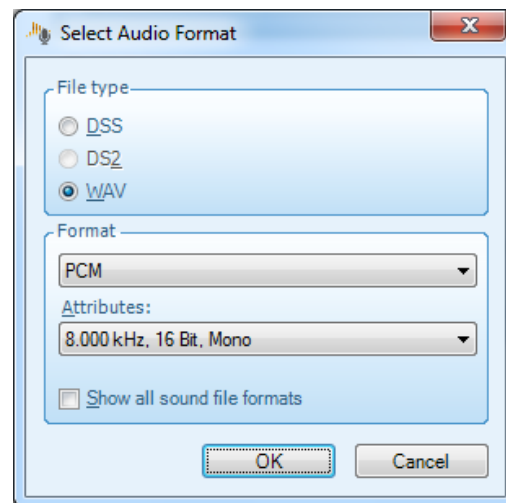 Select Audio Format
File type
DSS
DS2
WAV
Format
PCM
Attributes:
8.000 kHz, 16 Bit, Mono
Show all sound file formats
OK Cancel